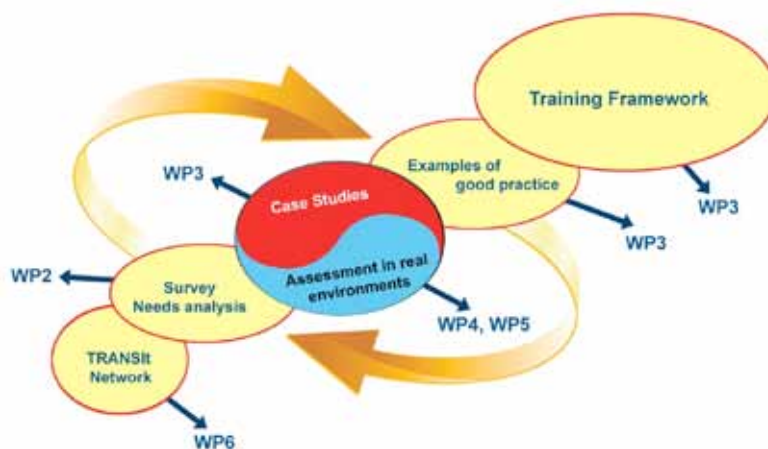 Training Framework
WP3
Examples of
good practice
WP3
WP3
Case Studies
Assessment in real
environments
WP4, WP5
WP2
Survey
Needs analysis
TRANSIt
Network
WP6